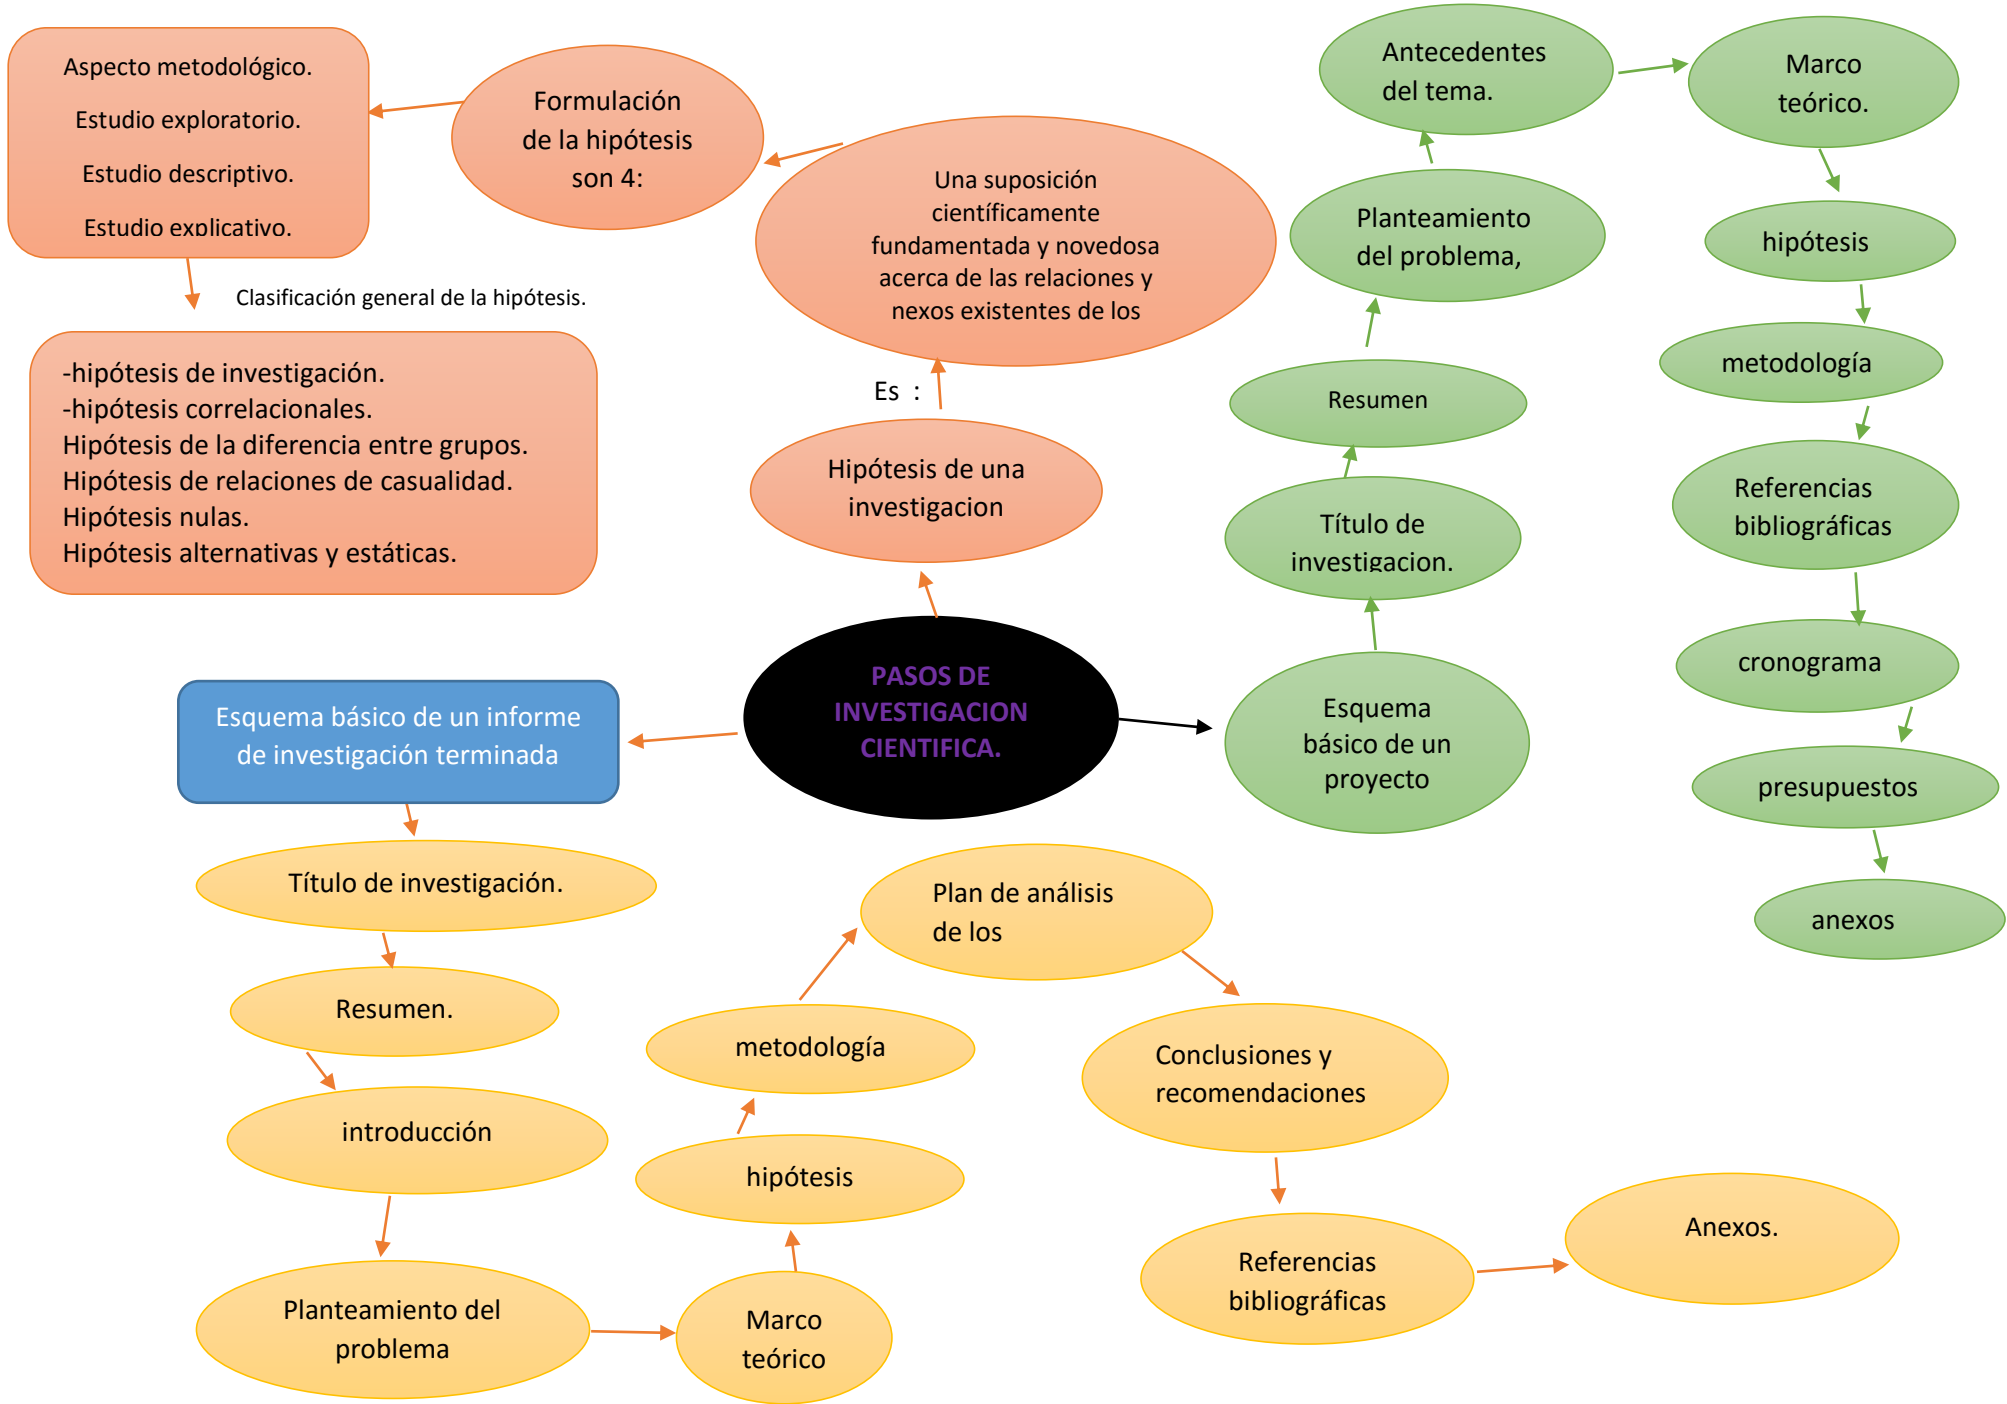 Aspecto metodológico.
Estudio exploratorio.
Estudio descriptivo.
Estudio explicativo.
Formulación
de la hipótesis
son 4:
Una suposición
científicamente
fundamentada y novedosa
acerca de las relaciones y
nexos existentes de los
Clasificación general de la hipótesis.
-hipótesis de investigación.
-hipótesis correlacionales.
Hipótesis de la diferencia entre grupos.
Hipótesis de relaciones de casualidad.
Hipótesis nulas.
Hipótesis alternativas y estáticas.
Es :
Hipótesis de una
investigacion
PASOS DE
INVESTIGACION
CIENTIFICA.
Antecedentes
del tema.
Marco
teórico.
Planteamiento
del problema,
hipótesis
metodología
Resumen
Referencias
bibliográficas
Título de
investigacion.
cronograma
Esquema
básico de un
proyecto
presupuestos
anexos
Esquema básico de un informe
de investigación terminada
Título de investigación.
Resumen.
introducción
Planteamiento del
problema
Marco
teórico
hipótesis
metodología
Plan de análisis
de los
Conclusiones y
recomendaciones
Referencias
bibliográficas
Anexos.